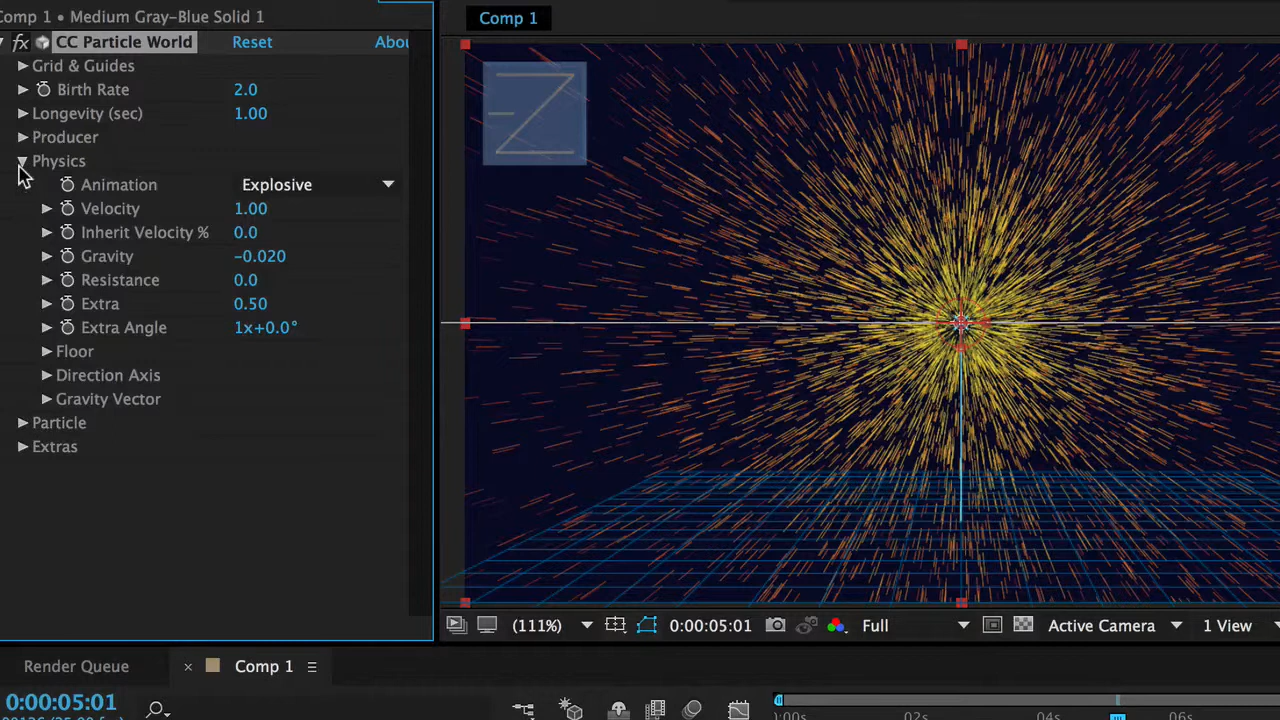 Comp 1 • Medium Gray-Blue Solid 1
fx CC Particle World Reset Abou
Grid & Guides
Birth Rate 2.0
Longevity (sec) 1.00
Producer
Physics
Animation Explosive
Velocity 1.00
Inherit Velocity % 0.0
Gravity -0.020
Resistance 0.0
Extra 0.50
Extra Angle 1x+0.0°
Floor
Direction Axis
Gravity Vector
Particle
Extras
Comp 1
Z
(111%) 0:00:05:01 Full Active Camera 1 View
Render Queue × Comp 1
0:00:05:01
:00s 02s 04s 06s